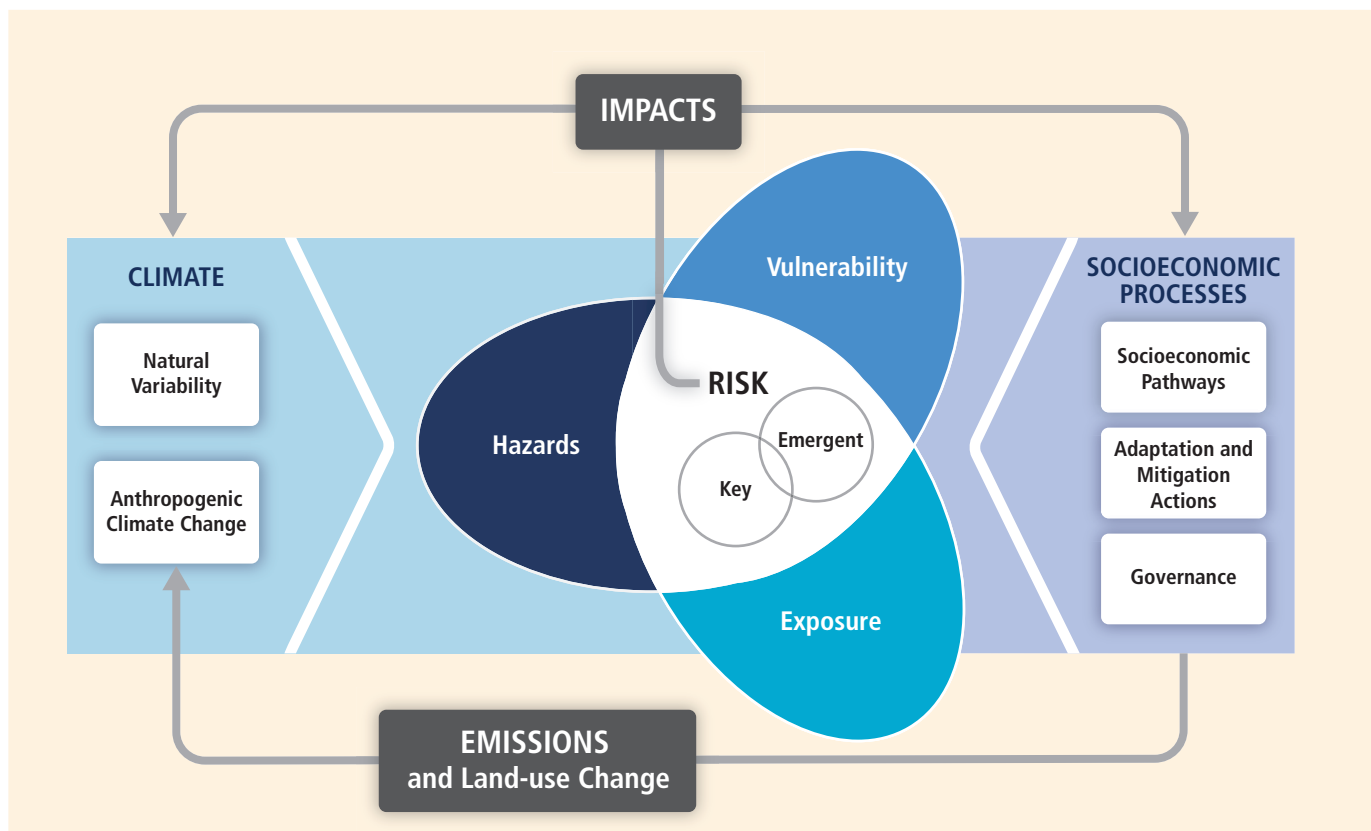 IMPACTS
CLIMATE
Natural
Variability
Anthropogenic
Climate Change
Vulnerability
Hazards
RISK
Emergent
Key
Exposure
SOCIOECONOMIC
PROCESSES
Socioeconomic
Pathways
Adaptation and
Mitigation
Actions
Governance
EMISSIONS
and Land-use Change